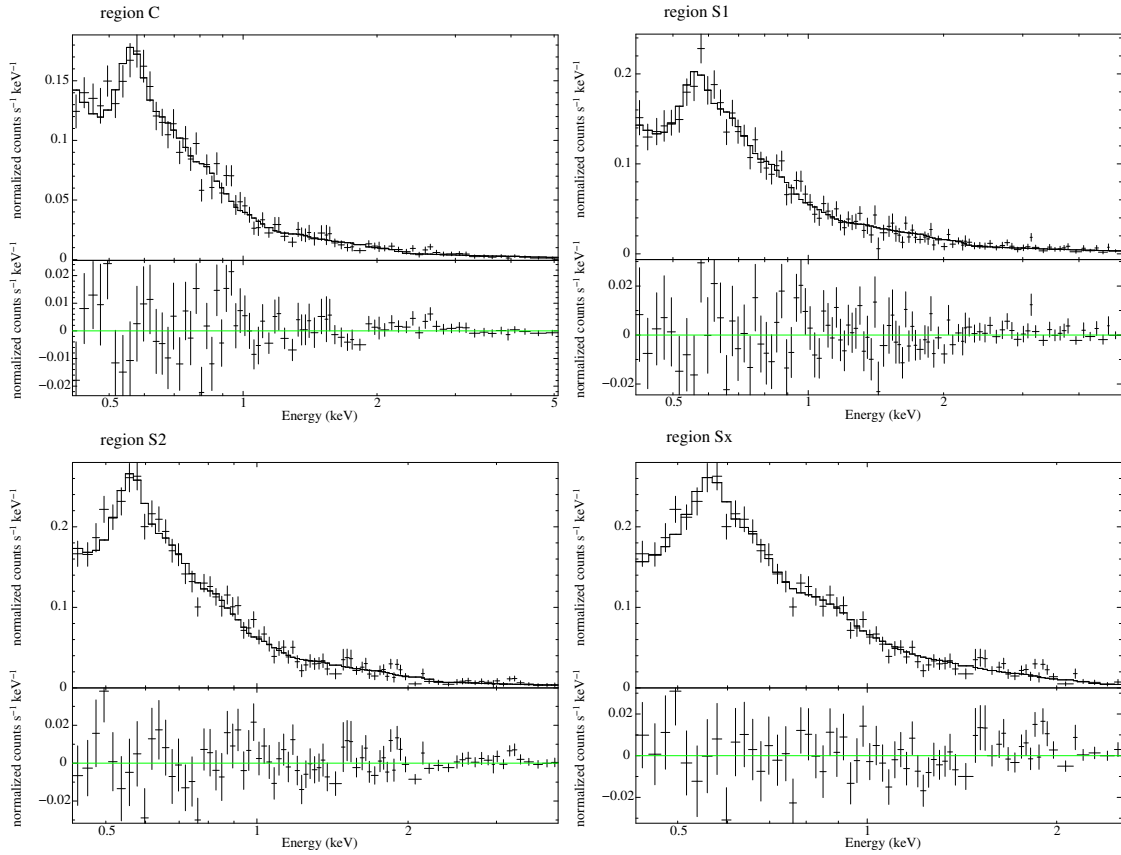 region C
normalized counts s−1 keV−1
0.15
0.1
0.05
0
normalized counts s−1 keV−1
0.02
0.01
0
−0.01
−0.02
0.5
1
2
5
Energy (keV)
region S1
normalized counts s−1 keV−1
0.2
0.1
0
normalized counts s−1 keV−1
0.02
0
−0.02
0.5
1
2
Energy (keV)
region S2
normalized counts s−1 keV−1
0.2
0.1
0
normalized counts s−1 keV−1
0.02
0
−0.02
0.5
1
2
Energy (keV)
region Sx
normalized counts s−1 keV−1
0.2
0.1
0
normalized counts s−1 keV−1
0.02
0
−0.02
0.5
1
2
Energy (keV)